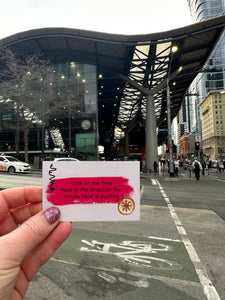 Look at the time
Head in the direction the
minute hand is pointing